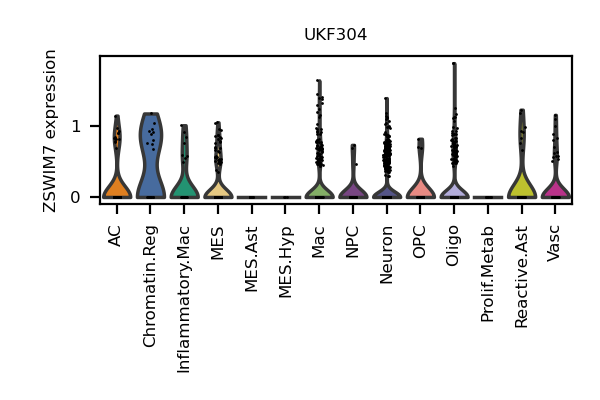 UKF304
ZSWIM7 expression
1
0
AC
Chromatin.Reg
Inflammatory.Mac
MES
MES.Ast
MES.Hyp
Mac
NPC
Neuron
OPC
Oligo
Prolif.Metab
Reactive.Ast
Vasc